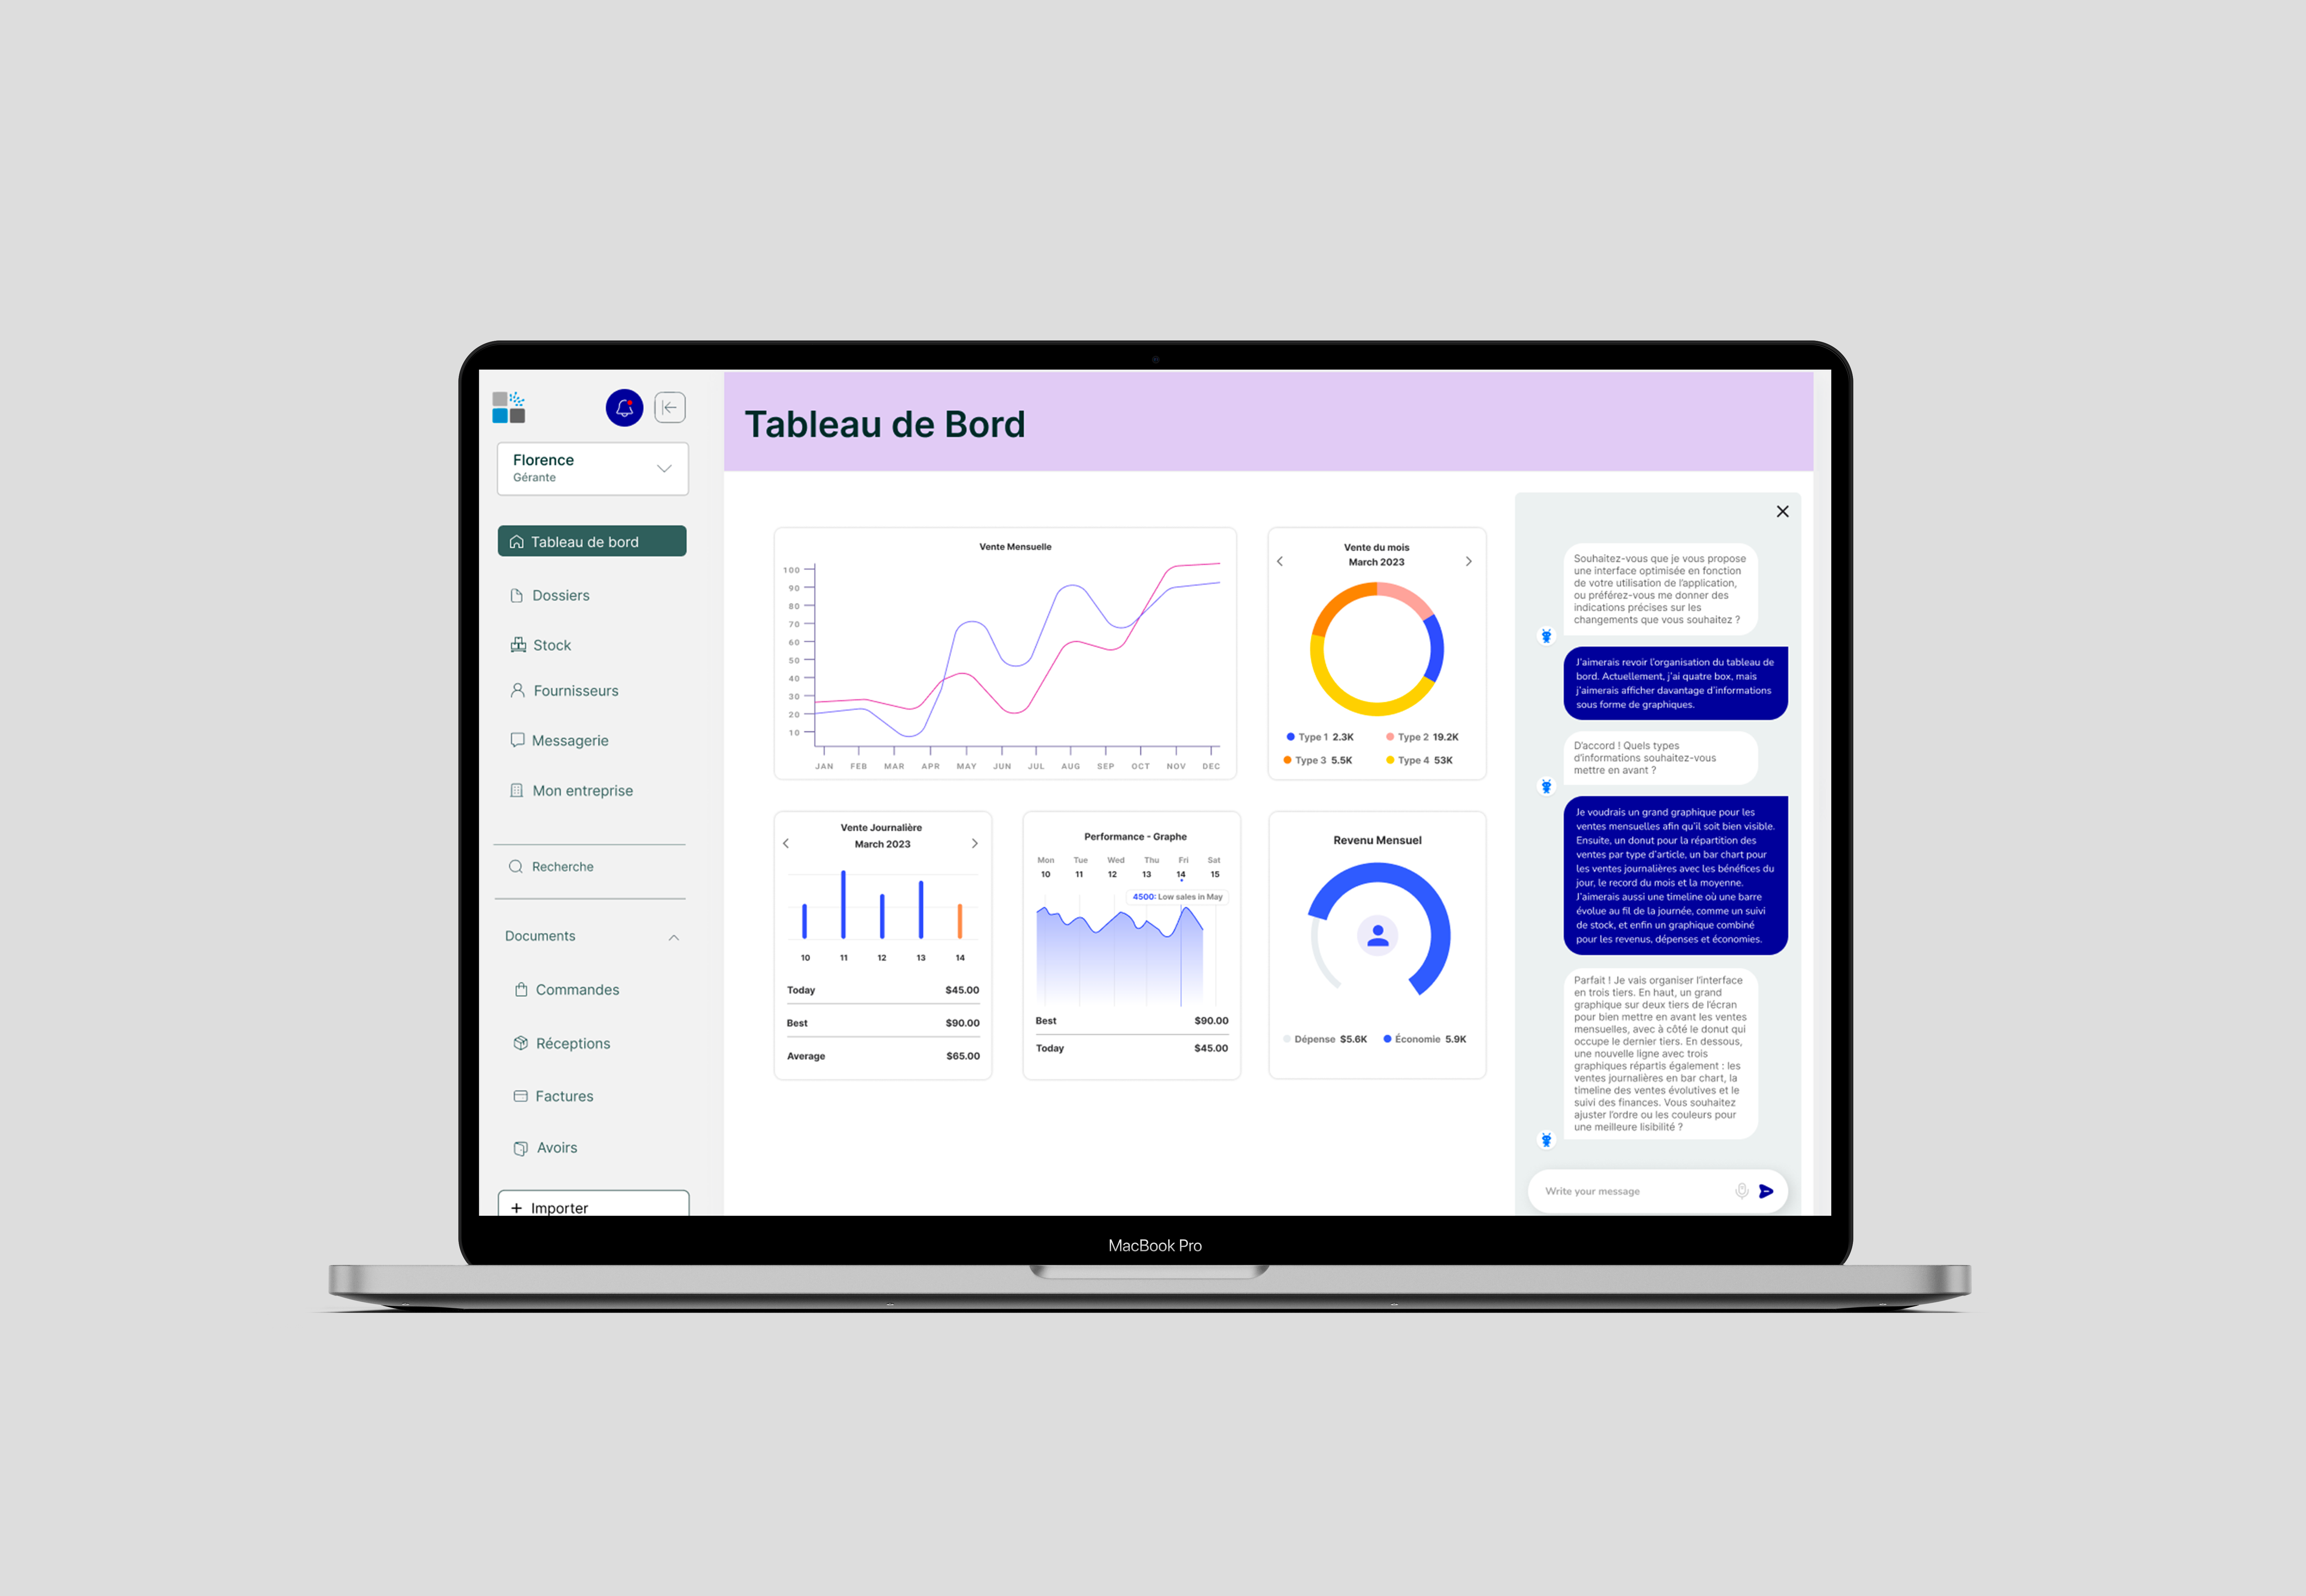 Florence
Gérante
Tableau de bord
Dossiers
Stock
Fournisseurs
Messagerie
Mon entreprise
Recherche
Documents
Commandes
Réceptions
Factures
Avoirs
+ Importer
Tableau de Bord
Vente Mensuelle
100
90
80
70
60
50
40
30
20
10
JAN FEB MAR APR MAY JUN JUL AUG SEP OCT NOV DEC
Vente du mois
March 2023
Type 1 2.3K Type 2 19.2K
Type 3 5.5K Type 4 53K
Vente Journalière
March 2023
10 11 12 13 14
Today $45.00
Best $90.00
Average $65.00
Performance - Graphe
Mon Tue Wed Thu Fri Sat
10 11 12 13 14 15
4500: Low sales in May
Best $90.00
Today $45.00
Revenu Mensuel
Dépense $5.6K Économie 5.9K
Souhaitez-vous que je vous propose
une interface optimisée en fonction
de votre utilisation de l'application,
ou préférez-vous me donner des
indications précises sur les
changements que vous souhaitez ?
J'aimerais revoir l'organisation du tableau de
bord. Actuellement, j'ai quatre box, mais
j'aimerais afficher davantage d'informations
sous forme de graphiques.
D'accord ! Quels types
d'informations souhaitez-vous
mettre en avant ?
Je voudrais un grand graphique pour les
ventes mensuelles afin qu'il soit bien visible.
Ensuite, un donut pour la répartition des
ventes par type d'article, un bar chart pour
les ventes journalières avec les bénéfices du
jour, le record du mois et la moyenne.
J'aimerais aussi une timeline où une barre
évolue au fil de la journée, comme un suivi
de stock, et enfin un graphique combiné
pour les revenus, dépenses et économies.
Parfait ! Je vais organiser l'interface
en trois tiers. En haut, un grand
graphique sur deux tiers de l'écran
pour bien mettre en avant les ventes
mensuelles, avec à côté le donut qui
occupe le dernier tiers. En dessous,
une nouvelle ligne avec trois
graphiques répartis également : les
ventes journalières en bar chart, la
timeline des ventes évolutives et le
suivi des finances. Vous souhaitez
ajuster l'ordre ou les couleurs pour
une meilleure lisibilité ?
Write your message
MacBook Pro